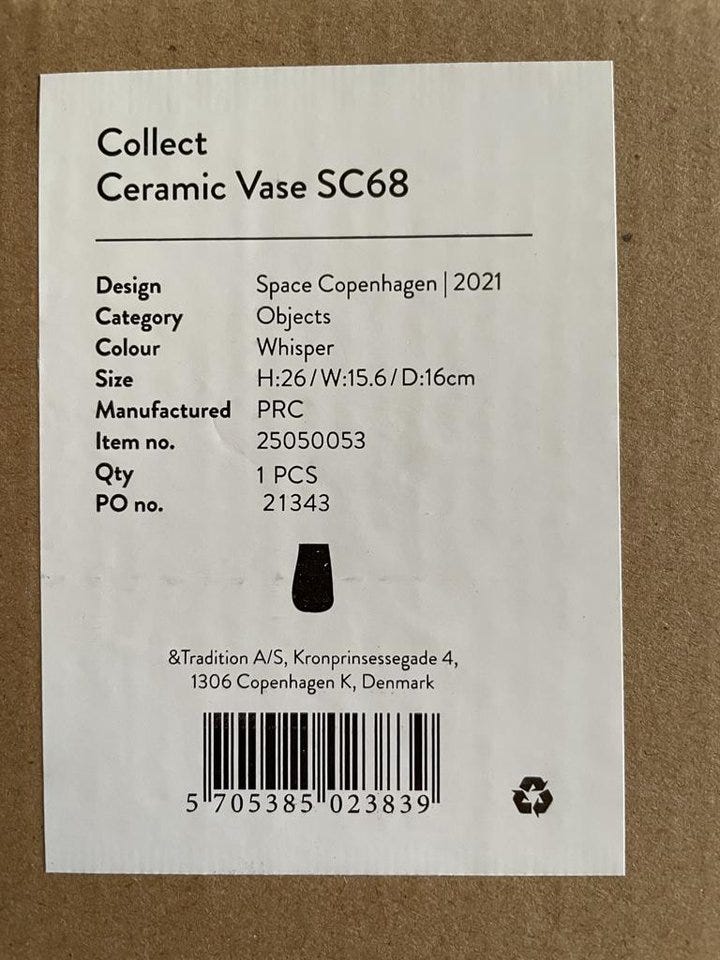 Collect
Ceramic Vase SC68
Design Space Copenhagen | 2021
Category Objects
Colour Whisper
Size H:26/W:15.6/D:16cm
Manufactured PRC
Item no. 25050053
Qty 1 PCS
PO no. 21343
&Tradition A/S, Kronprinsessegade 4,
1306 Copenhagen K, Denmark
5 705385 023839